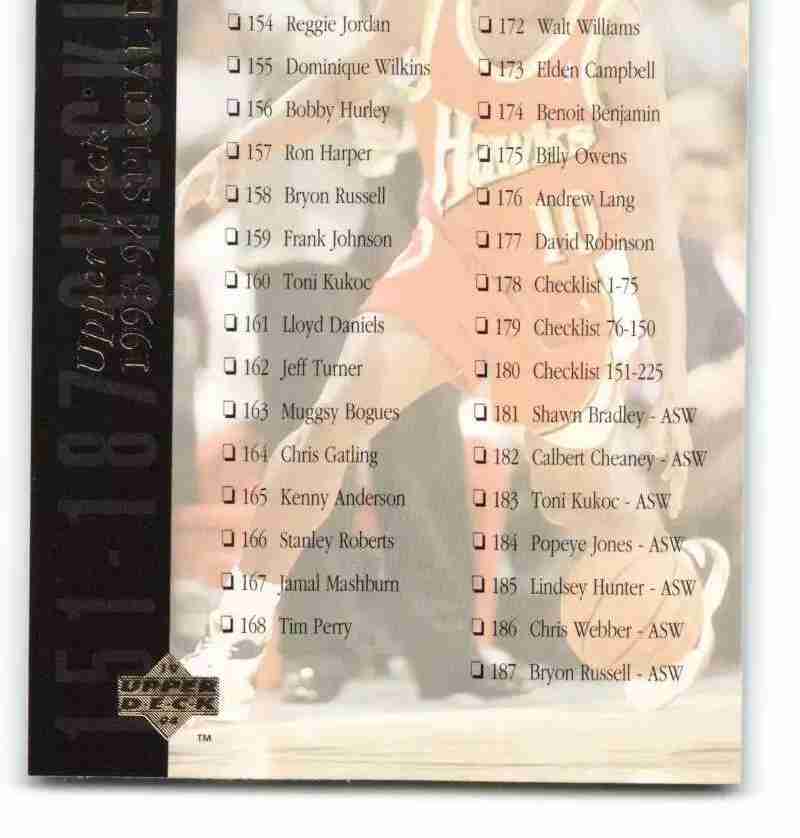 154 Reggie Jordan
155 Dominique Wilkins
156 Bobby Hurley
157 Ron Harper
158 Bryon Russell
159 Frank Johnson
160 Toni Kukoc
161 Lloyd Daniels
162 Jeff Turner
163 Muggsy Bogues
164 Chris Gatling
165 Kenny Anderson
166 Stanley Roberts
167 Jamal Mashburn
168 Tim Perry
172 Walt Williams
173 Elden Campbell
174 Benoit Benjamin
175 Billy Owens
176 Andrew Lang
177 David Robinson
178 Checklist 1-75
179 Checklist 76-150
180 Checklist 151-225
181 Shawn Bradley - ASW
182 Calbert Cheaney - ASW
183 Toni Kukoc - ASW
184 Popeye Jones - ASW
185 Lindsey Hunter - ASW
186 Chris Webber - ASW
187 Bryon Russell - ASW
Upper Deck
1993-94 SPECIAL
151-187 CHECK
Hawks
10
19
UPPER
DECK
94
TM